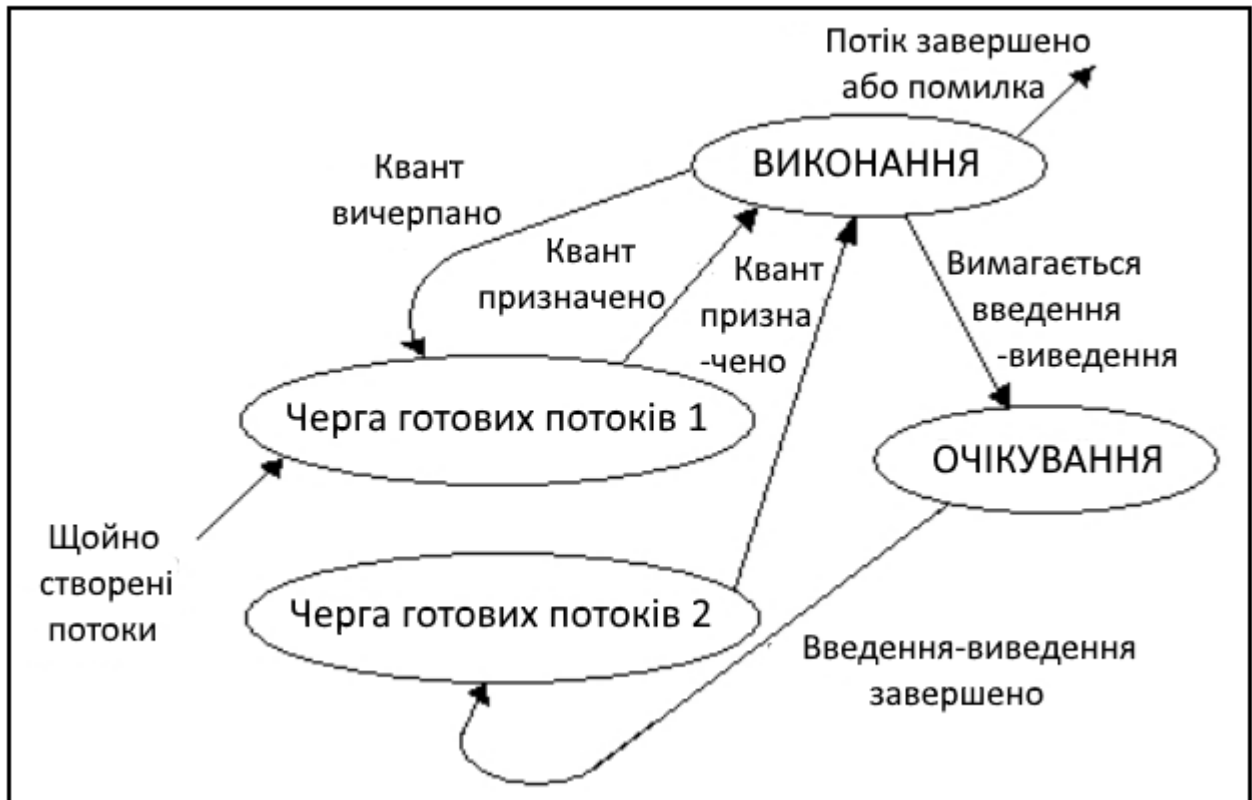 Потік завершено
або помилка
ВИКОНАННЯ
Квант
вичерпано
Квант
призначено
Квант
призна
-чено
Вимагається
введення
-виведення
Черга готових потоків 1
ОЧІКУВАННЯ
Щойно
створені
потоки
Черга готових потоків 2
Введення-виведення
завершено